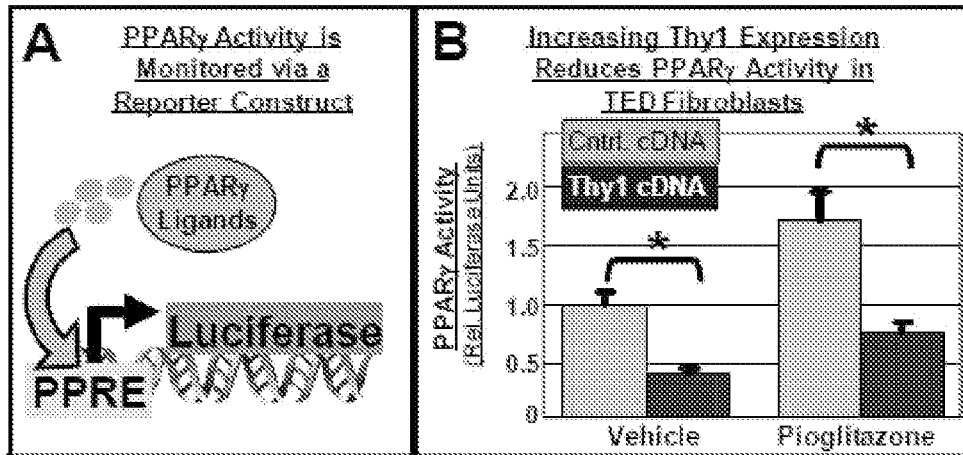 A
PPARγ Activity is
Monitored via a
Reporter Construct
PPARγ
Ligands
Luciferase
PPRE
B
Increasing Thy1 Expression
Reduces PPARγ Activity in
TED Fibroblasts
PPARγ Activity
(Rel Luciferase Units)
Cntrl. cDNA
Thy1 cDNA
*
*
2.0
1.5
1.0
0.5
0
Vehicle
Pioglitazone